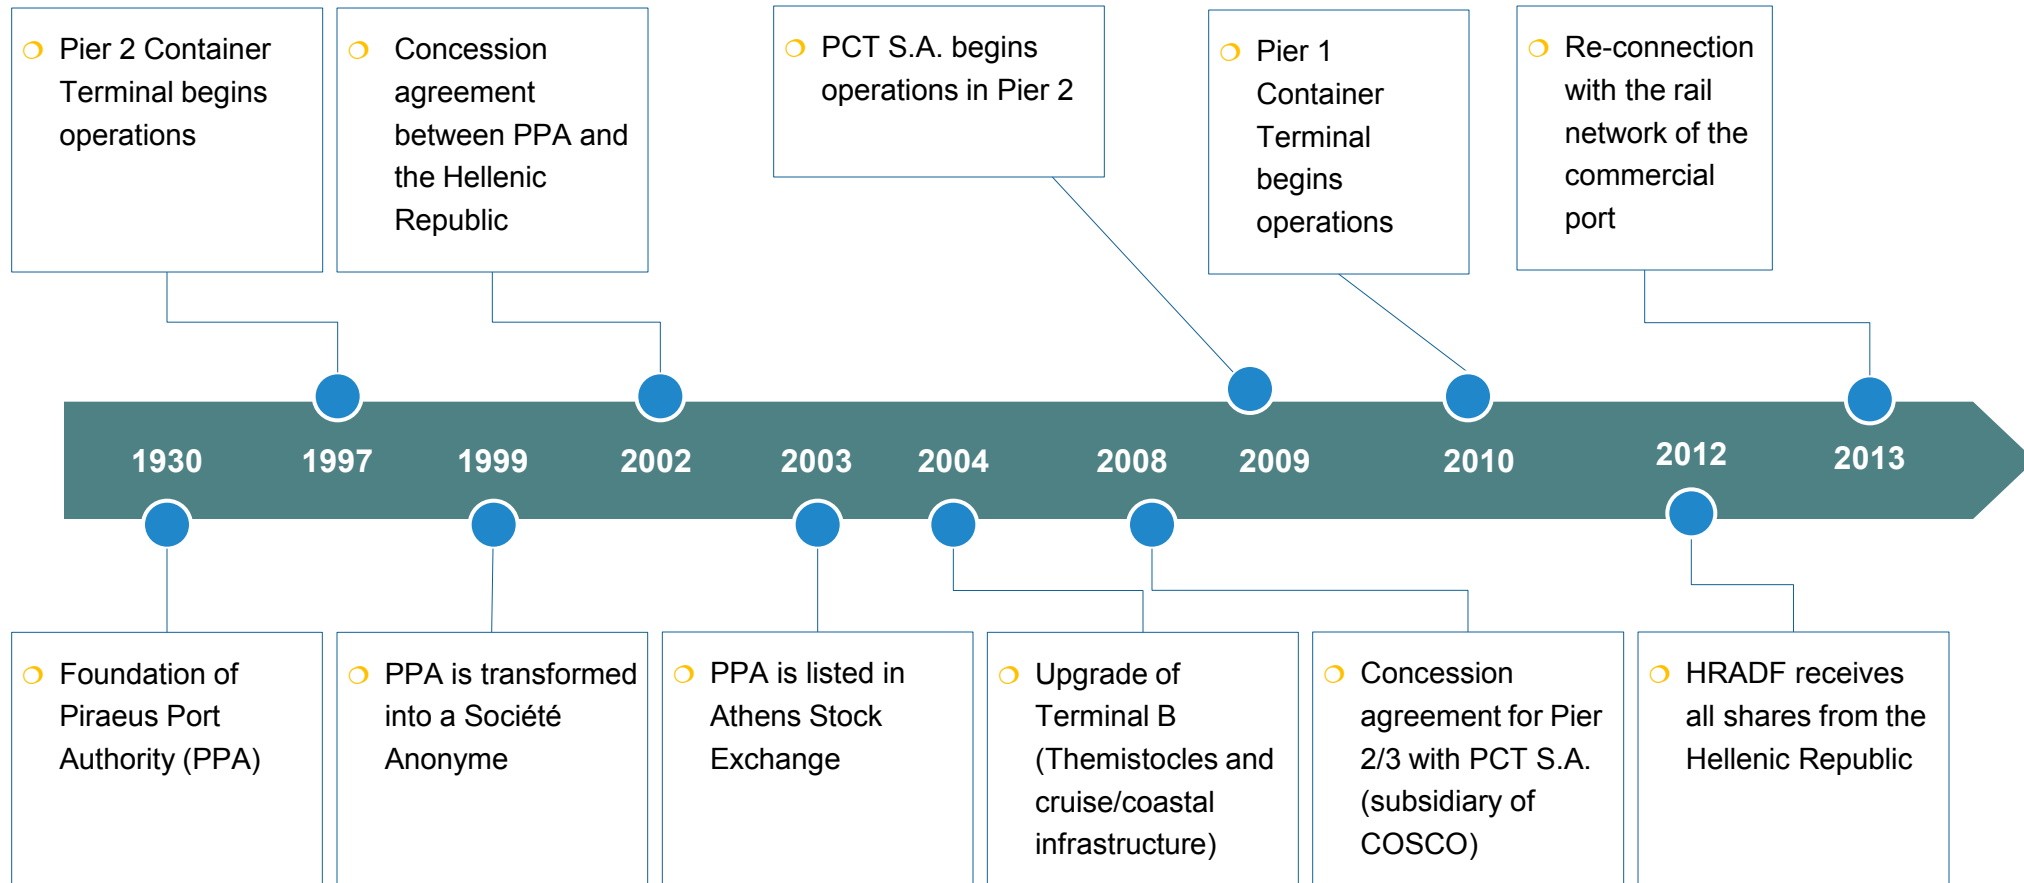 Pier 2 Container
Terminal begins
operations
Concession
agreement
between PPA and
the Hellenic
Republic
PCT S.A. begins
operations in Pier 2
Pier 1
Container
Terminal
begins
operations
Re-connection
with the rail
network of the
commercial
port
1930
1997
1999
2002
2003
2004
2008
2009
2010
2012
2013
Foundation of
Piraeus Port
Authority (PPA)
PPA is transformed
into a Société
Anonyme
PPA is listed in
Athens Stock
Exchange
Upgrade of
Terminal B
(Themistocles and
cruise/coastal
infrastructure)
Concession
agreement for Pier
2/3 with PCT S.A.
(subsidiary of
COSCO)
HRADF receives
all shares from the
Hellenic Republic